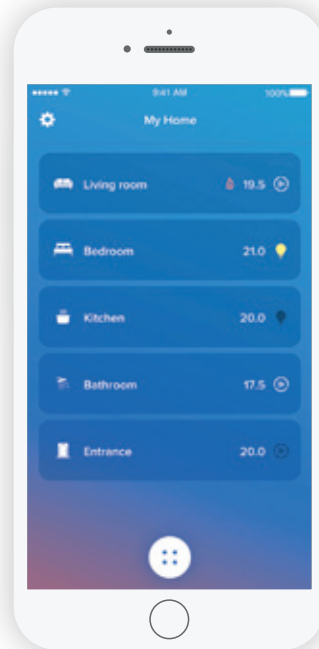 9:41 AM 100%
My Home
Living room 19.5
Bedroom 21.0
Kitchen 20.0
Bathroom 17.5
Entrance 20.0